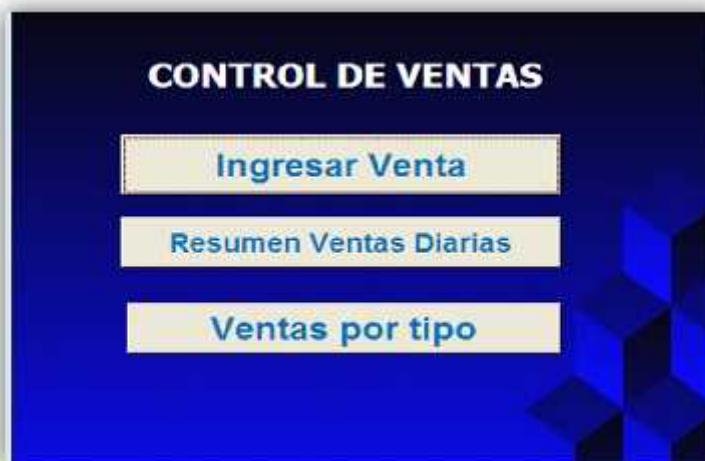 CONTROL DE VENTAS
Ingresar Venta
Resumen Ventas Diarias
Ventas por tipo